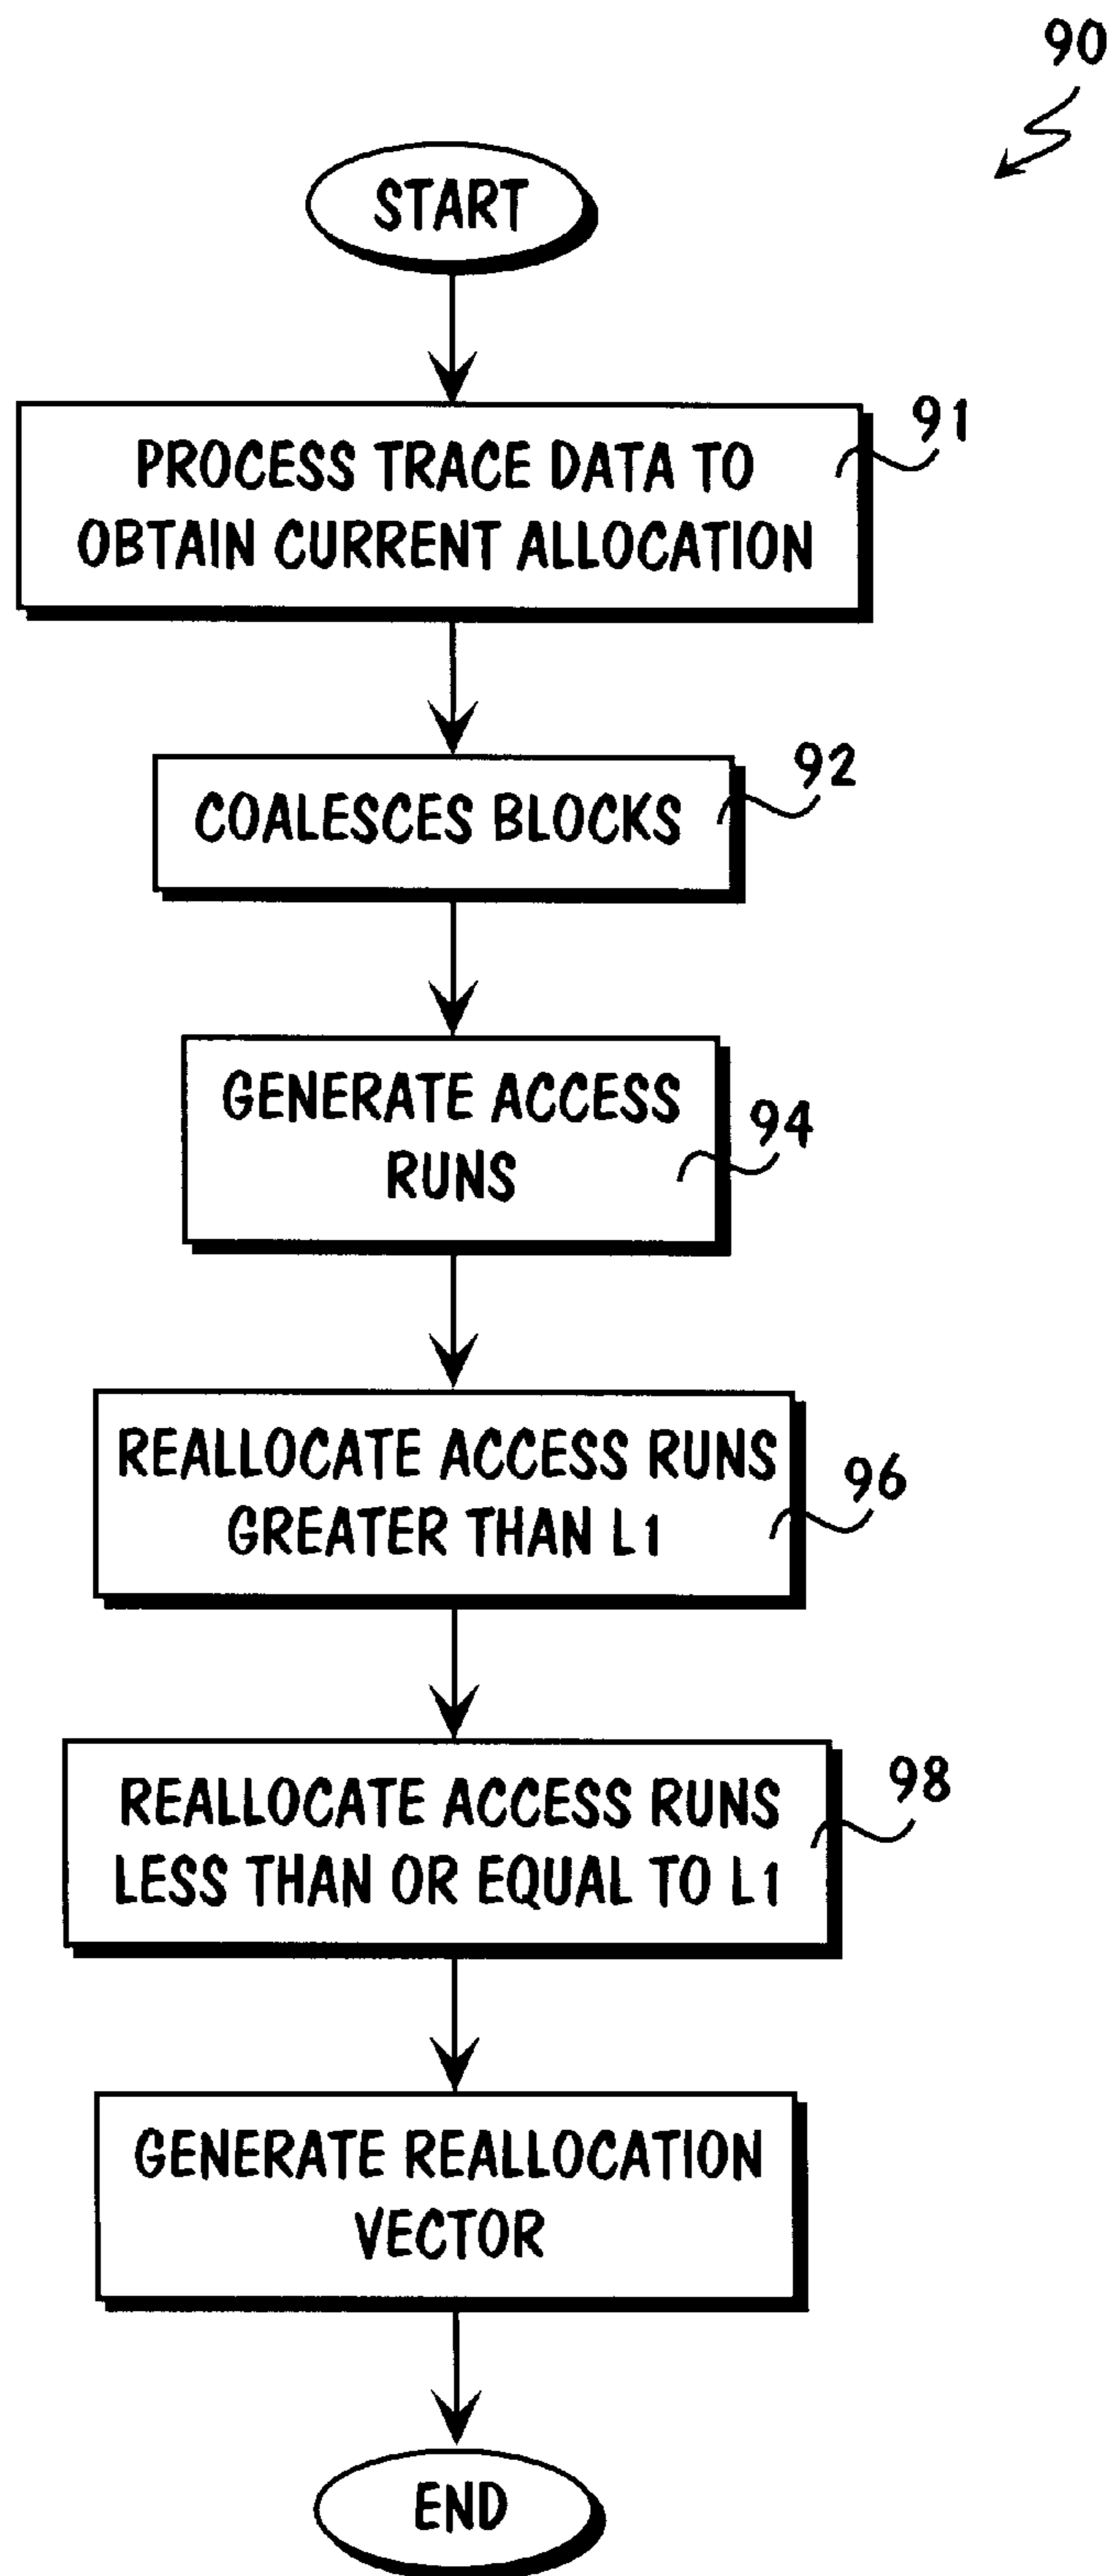 90
START
PROCESS TRACE DATA TO
OBTAIN CURRENT ALLOCATION
91
COALESCES BLOCKS
92
GENERATE ACCESS
RUNS
94
REALLOCATE ACCESS RUNS
GREATER THAN L1
96
REALLOCATE ACCESS RUNS
LESS THAN OR EQUAL TO L1
98
GENERATE REALLOCATION
VECTOR
END